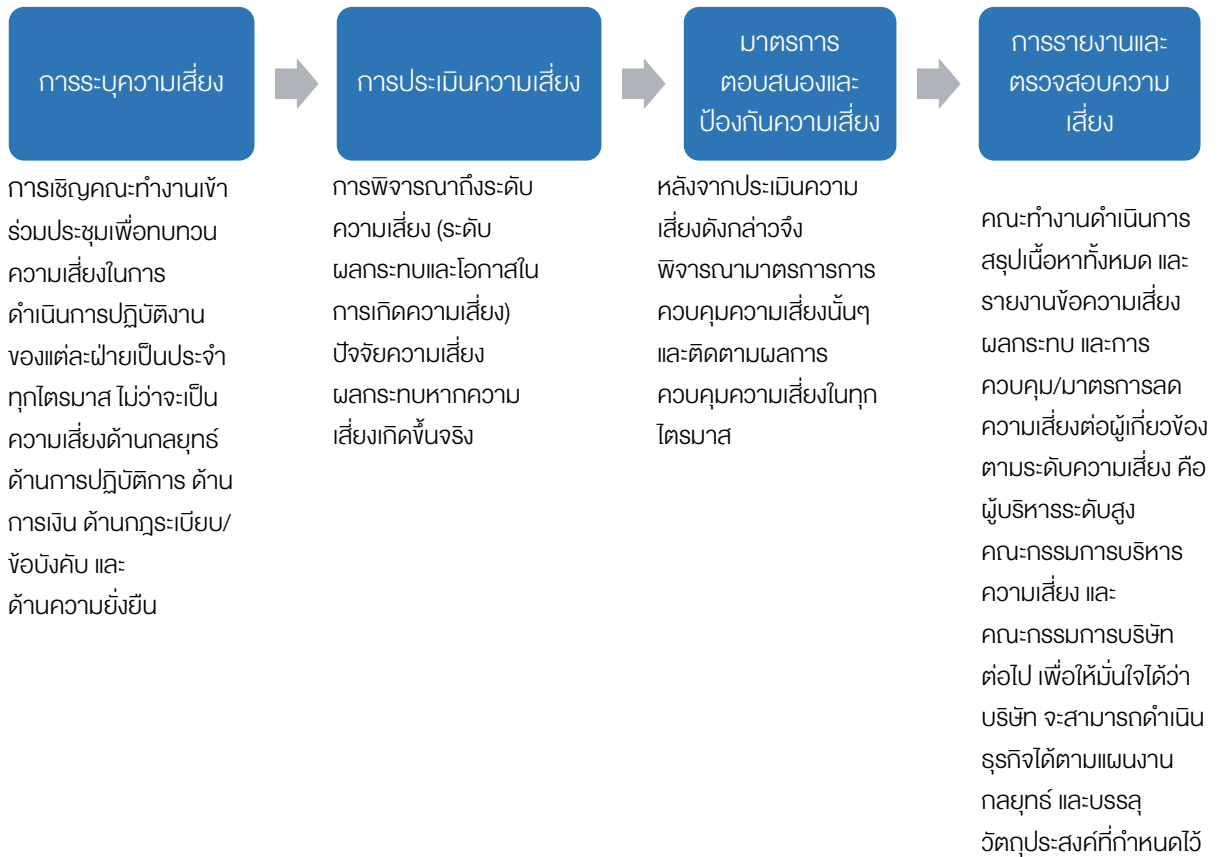 การระบุความเสี่ยง
การเชิญคณะทำงานเข้า
ร่วมประชุมเพื่อทบทวน
ความเสี่ยงในการ
ดำเนินการปฏิบัติงาน
ของแต่ละฝ่ายเป็นประจำ
ทุกไตรมาส ไม่ว่าจะเป็น
ความเสี่ยงด้านกลยุทธ์
ด้านการปฏิบัติการ ด้าน
การเงิน ด้านกฎระเบียบ/
ข้อบังคับ และ
ด้านความยั่งยืน
การประเมินความเสี่ยง
การพิจารณาถึงระดับ
ความเสี่ยง (ระดับ
ผลกระทบและโอกาสใน
การเกิดความเสี่ยง)
ปัจจัยความเสี่ยง
ผลกระทบหากความ
เสี่ยงเกิดขึ้นจริง
มาตรการ
ตอบสนองและ
ป้องกันความเสี่ยง
หลังจากประเมินความ
เสี่ยงดังกล่าวจึง
พิจารณามาตรการการ
ควบคุมความเสี่ยงนั้นๆ
และติดตามผลการ
ควบคุมความเสี่ยงในทุก
ไตรมาส
การรายงานและ
ตรวจสอบความ
เสี่ยง
คณะทำงานดำเนินการ
สรุปเนื้อหาทั้งหมด และ
รายงานข้อความเสี่ยง
ผลกระทบ และการ
ควบคุม/มาตรการลด
ความเสี่ยงต่อผู้เกี่ยวข้อง
ตามระดับความเสี่ยง คือ
ผู้บริหารระดับสูง
คณะกรรมการบริหาร
ความเสี่ยง และ
คณะกรรมการบริษัท
ต่อไป เพื่อให้มั่นใจได้ว่า
บริษัท จะสามารถดำเนิน
ธุรกิจได้ตามแผนงาน
กลยุทธ์ และบรรลุ
วัตถุประสงค์ที่กำหนดไว้